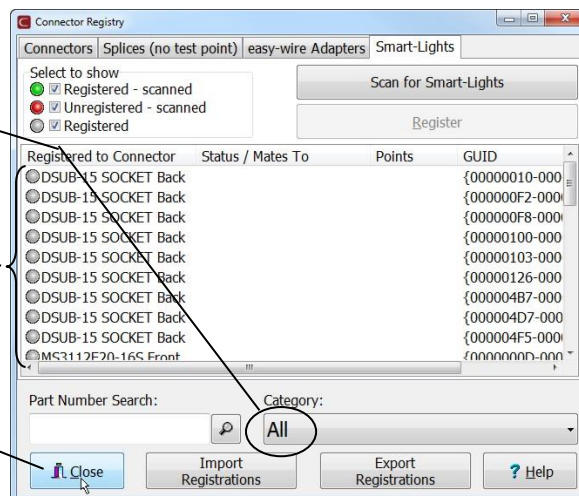 Connector Registry
Connectors Splices (no test point) easy-wire Adapters Smart-Lights
Select to show
Registered - scanned
Unregistered - scanned
Registered
Scan for Smart-Lights
Register
Registered to Connector Status / Mates To Points GUID
DSUB-15 SOCKET Back {00000010-000
DSUB-15 SOCKET Back {000000F2-000
DSUB-15 SOCKET Back {000000F8-000
DSUB-15 SOCKET Back {00000100-000
DSUB-15 SOCKET Back {00000103-000
DSUB-15 SOCKET Back {00000126-000
DSUB-15 SOCKET Back {000004B7-000
DSUB-15 SOCKET Back {000004D7-000
DSUB-15 SOCKET Back {000004F5-000
MS3112E20-16S Front {0000000D-000
Part Number Search: Category:
All
Close Import Registrations Export Registrations ? Help